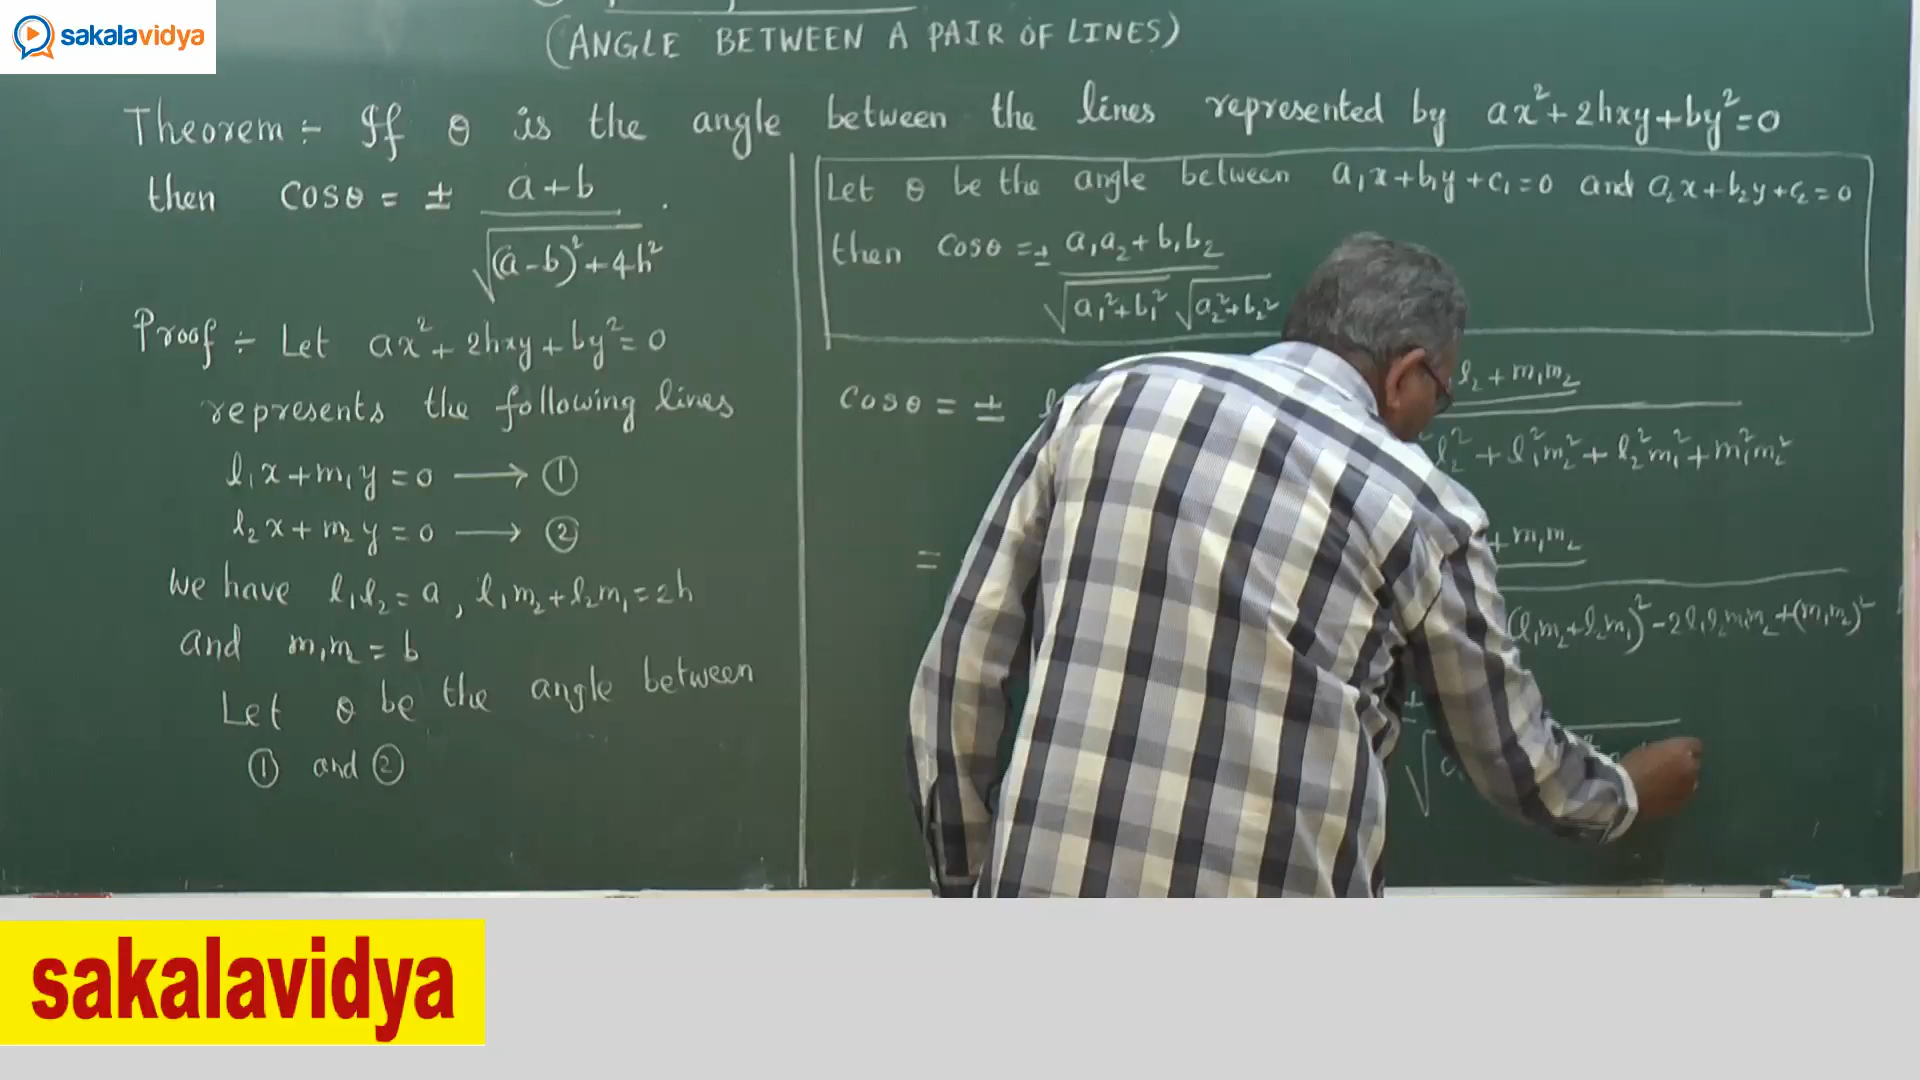 sakalavidya
(ANGLE BETWEEN A PAIR OF LINES)
Theorem :- If θ is the angle between the lines represented by ax²+2hxy+by²=0
then cosθ = ± a+b
√(a-b)²+4h² .
Proof :- Let ax²+2hxy+by²=0
represents the following lines
l₁x+m₁y=0 → ①
l₂x+m₂y=0 → ②
we have l₁l₂=a, l₁m₂+l₂m₁=2h
and m₁m₂=b
Let θ be the angle between
① and ②
Let θ be the angle between a₁x+b₁y+c₁=0 and a₂x+b₂y+c₂=0
then cosθ = ± a₁a₂+b₁b₂
√a₁²+b₁² √a₂²+b₂²
cosθ = ± l₂+m₁m₂
l₂²+l₁²m₂²+l₂²m₁²+m₁²m₂²
= +m₁m₂
(l₁m₂+l₂m₁)²-2l₁l₂m₁m₂+(m₁m₂)²
±
√
sakalavidya